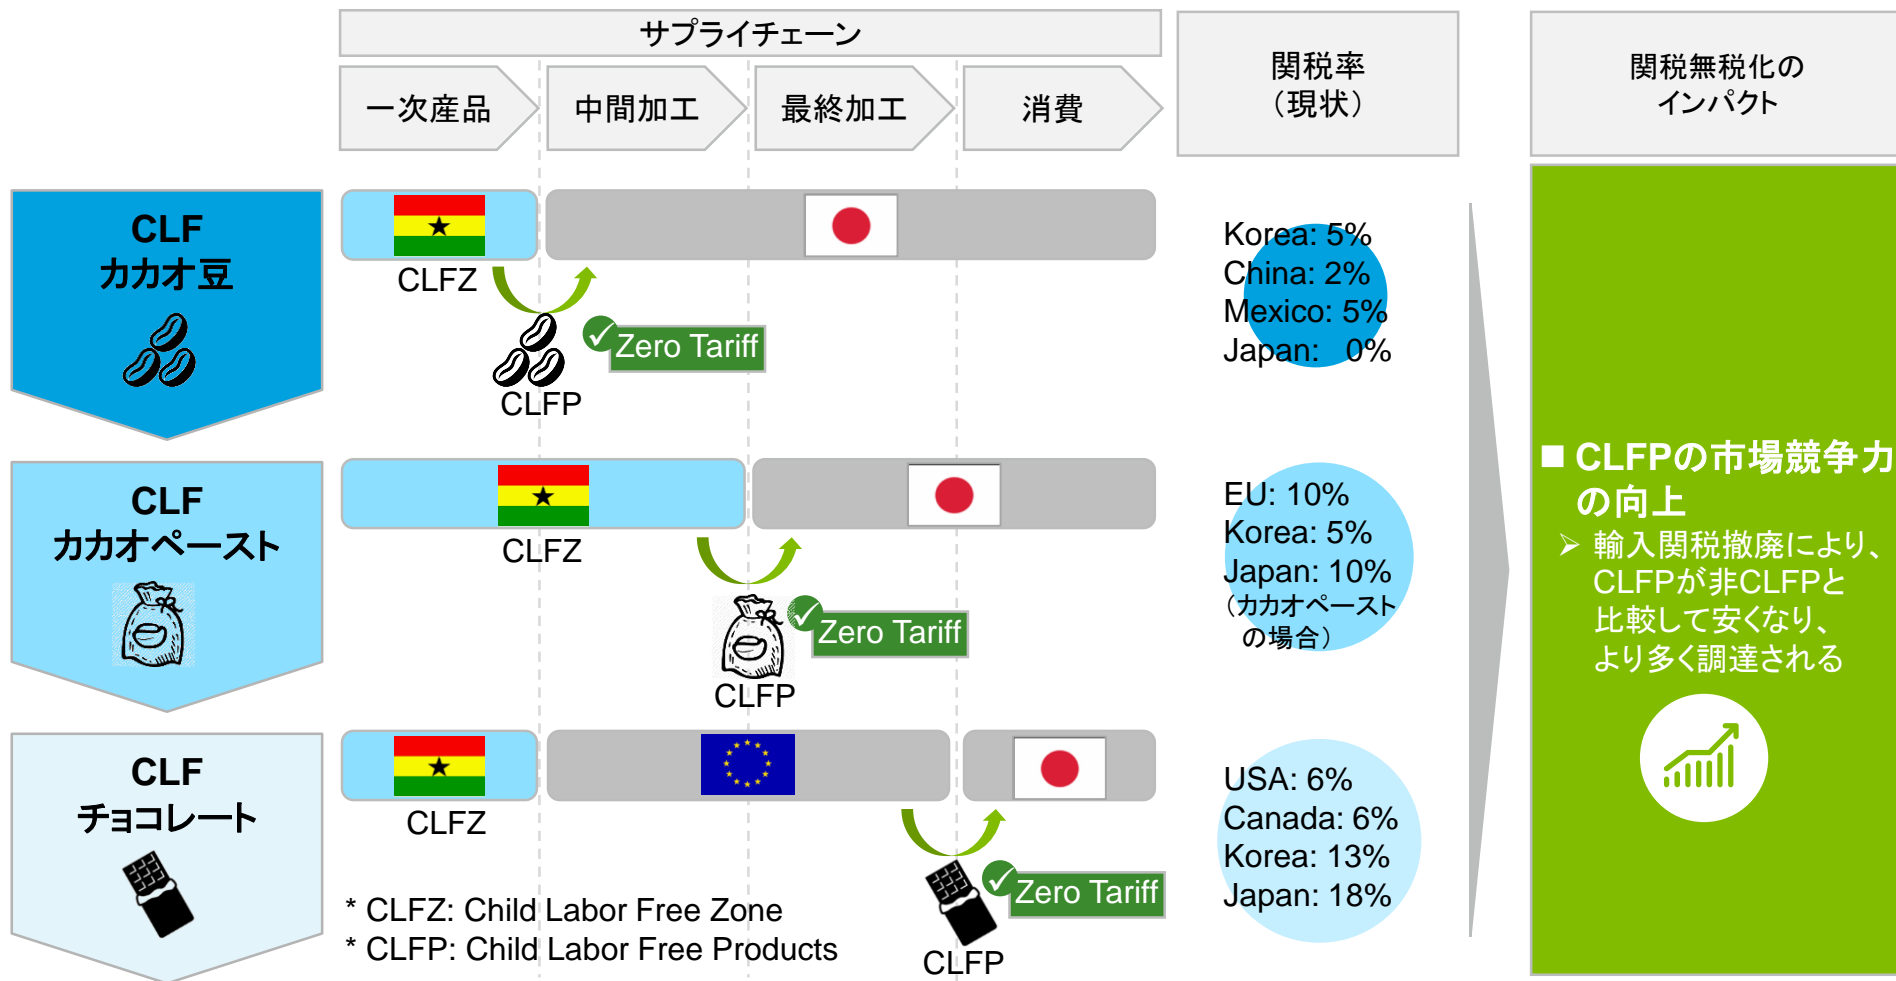 サプライチェーン
一次産品
中間加工
最終加工
消費
関税率
（現状）
関税無税化の
インパクト
CLF
カカオ豆
CLFZ
CLFP
Zero Tariff
Korea: 5%
China: 2%
Mexico: 5%
Japan: 0%
CLF
カカオペースト
CLFZ
CLFP
Zero Tariff
EU: 10%
Korea: 5%
Japan: 10%
（カカオペースト
の場合）
CLF
チョコレート
CLFZ
CLFP
Zero Tariff
USA: 6%
Canada: 6%
Korea: 13%
Japan: 18%
* CLFZ: Child Labor Free Zone
* CLFP: Child Labor Free Products
■ CLFPの市場競争力
の向上
➢ 輸入関税撤廃により、
CLFPが非CLFPと
比較して安くなり、
より多く調達される